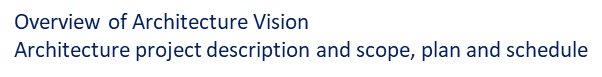 Overview of Architecture Vision
Architecture project description and scope, plan and schedule